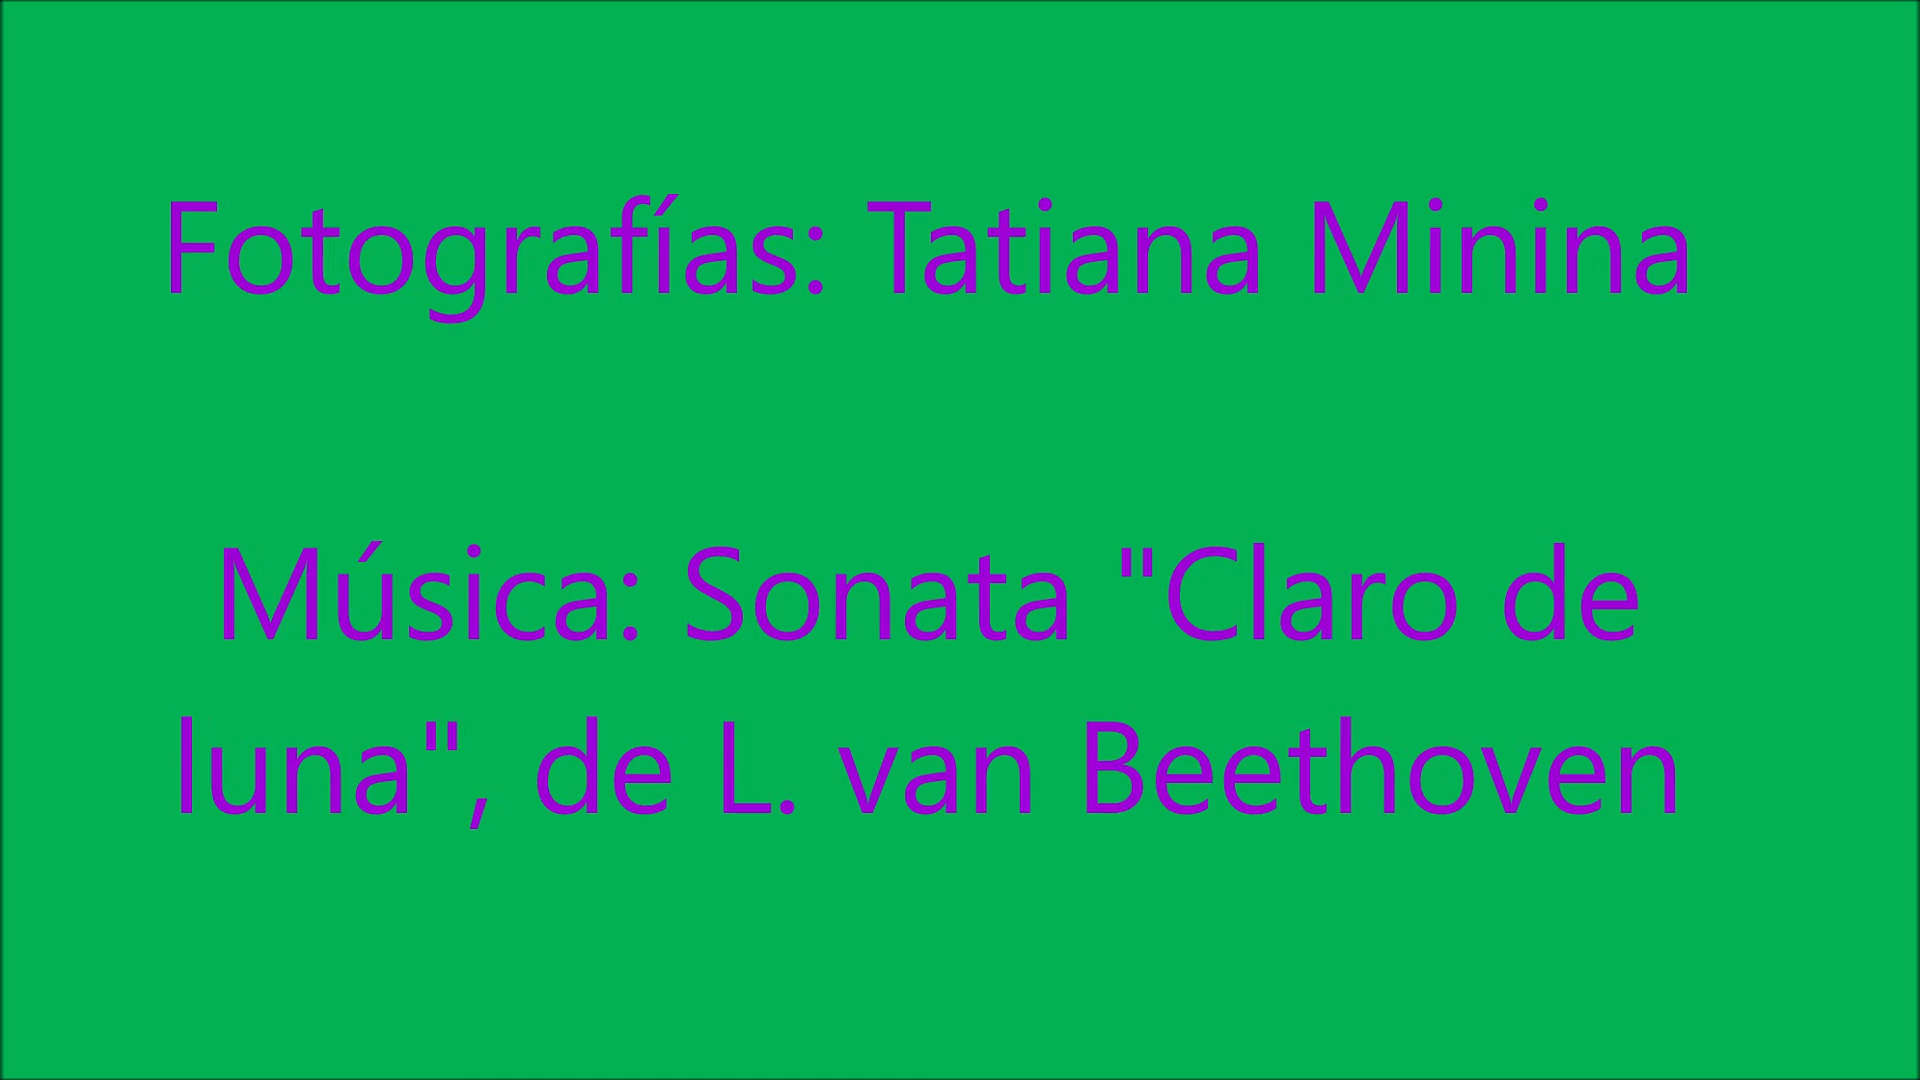 Fotografías: Tatiana Minina
Música: Sonata "Claro de
luna", de L. van Beethoven